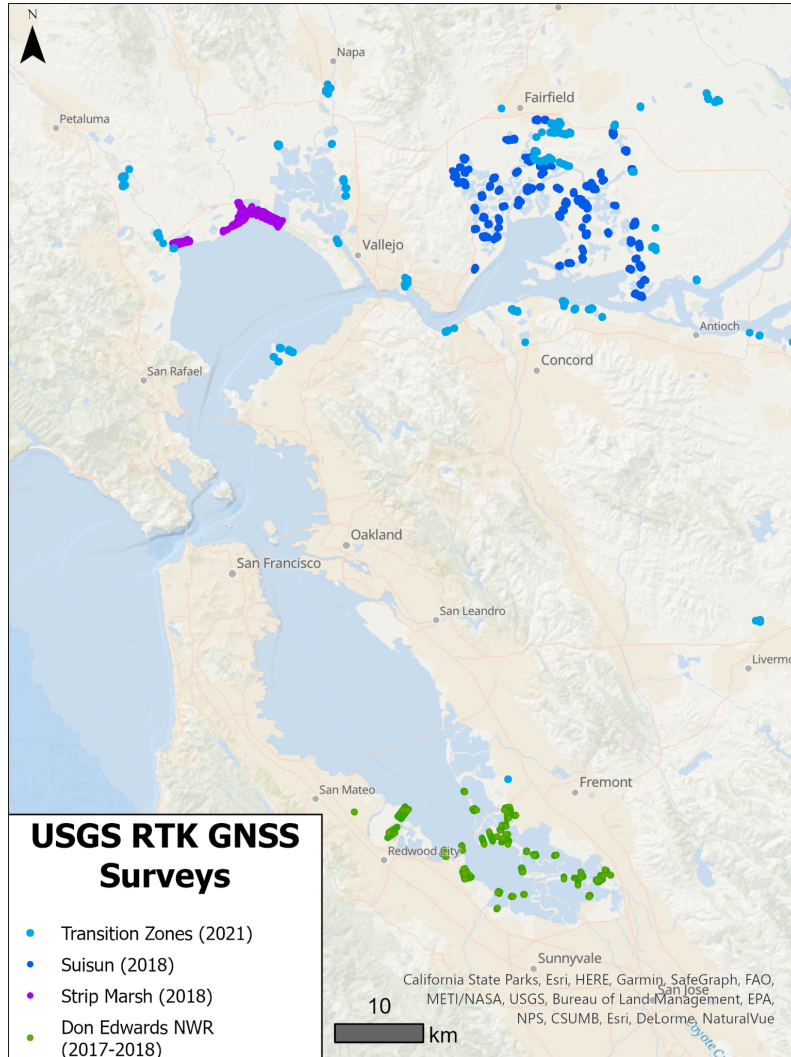 N
Napa
Fairfield
Petaluma
Vallejo
Antioch
Concord
San Rafael
Oakland
San Francisco
San Leandro
Livermo
San Mateo
Fremont
Redwood City
Sunnyvale
San Jose
Coyote C
USGS RTK GNSS
Surveys
Transition Zones (2021)
Suisun (2018)
Strip Marsh (2018)
Don Edwards NWR
(2017-2018)
10
km
California State Parks, Esri, HERE, Garmin, SafeGraph, FAO,
METI/NASA, USGS, Bureau of Land Management, EPA,
NPS, CSUMB, Esri, DeLorme, NaturalVue